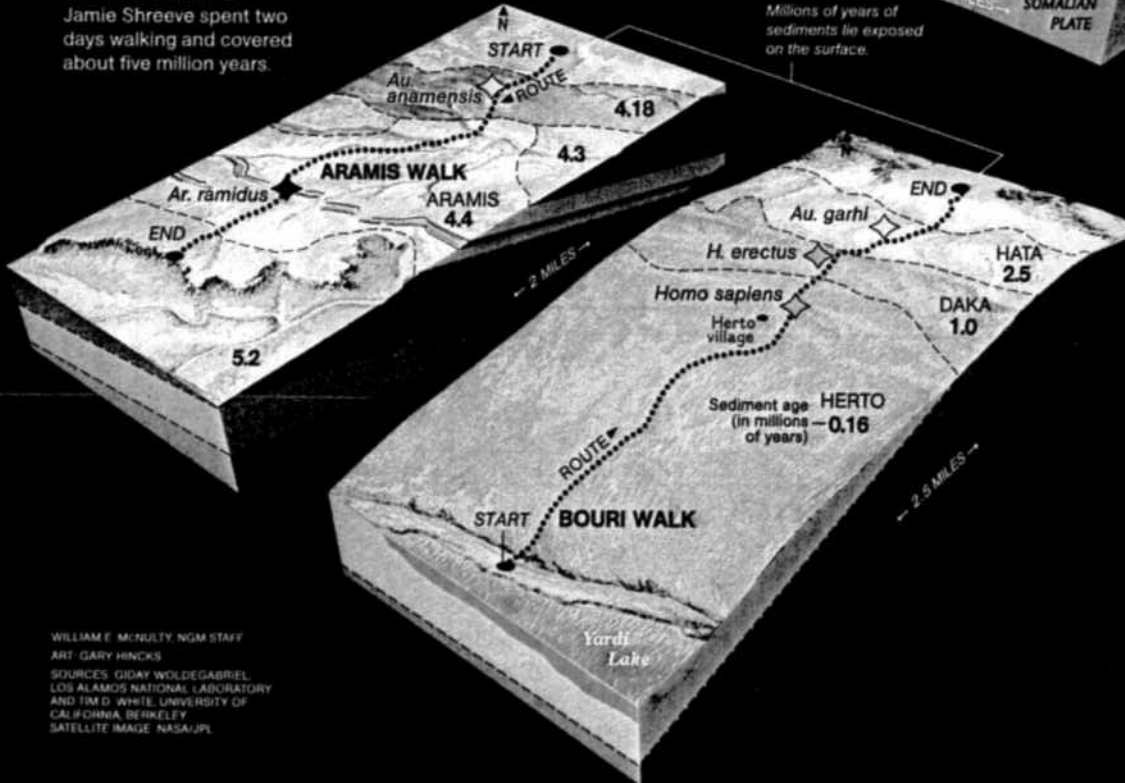 Jamie Shreeve spent two
days walking and covered
about five million years.
Millions of years of
sediments lie exposed
on the surface.
SOMALIAN
PLATE
N
START
Au.
anamensis
ROUTE
4.18
4.3
ARAMIS WALK
Ar. ramidus
ARAMIS
4.4
END
5.2
← 2 MILES →
N
END
Au. garhi
H. erectus
HATA
2.5
Homo sapiens
DAKA
1.0
Herto
village
Sediment age
(in millions
of years)
HERTO
0.16
ROUTE
← 2.5 MILES →
START
BOURI WALK
Yardi
Lake
WILLIAM E. McNULTY, NGM STAFF
ART: GARY HINCKS
SOURCES: GIDAY WOLDEGABRIEL,
LOS ALAMOS NATIONAL LABORATORY
AND TIM D. WHITE, UNIVERSITY OF
CALIFORNIA, BERKELEY
SATELLITE IMAGE: NASA/JPL